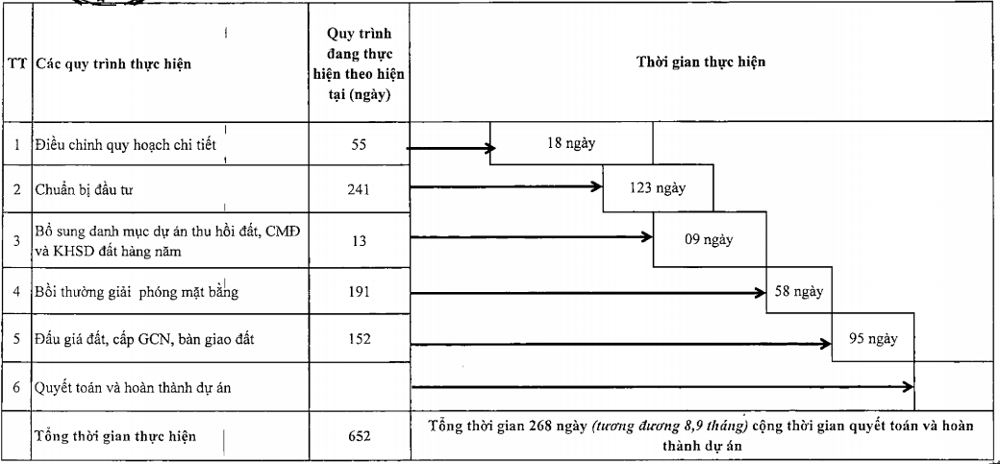 TT
Các quy trình thực hiện
Quy trình
đang thực
hiện theo hiện
tại (ngày)
Thời gian thực hiện
1
Điều chỉnh quy hoạch chi tiết
55
18 ngày
2
Chuẩn bị đầu tư
241
123 ngày
3
Bổ sung danh mục dự án thu hồi đất, CMĐ
và KHSD đất hàng năm
13
09 ngày
4
Bồi thường giải phóng mặt bằng
191
58 ngày
5
Đấu giá đất, cấp GCN, bàn giao đất
152
95 ngày
6
Quyết toán và hoàn thành dự án
Tổng thời gian thực hiện
652
Tổng thời gian 268 ngày (tương đương 8,9 tháng) cộng thời gian quyết toán và hoàn
thành dự án